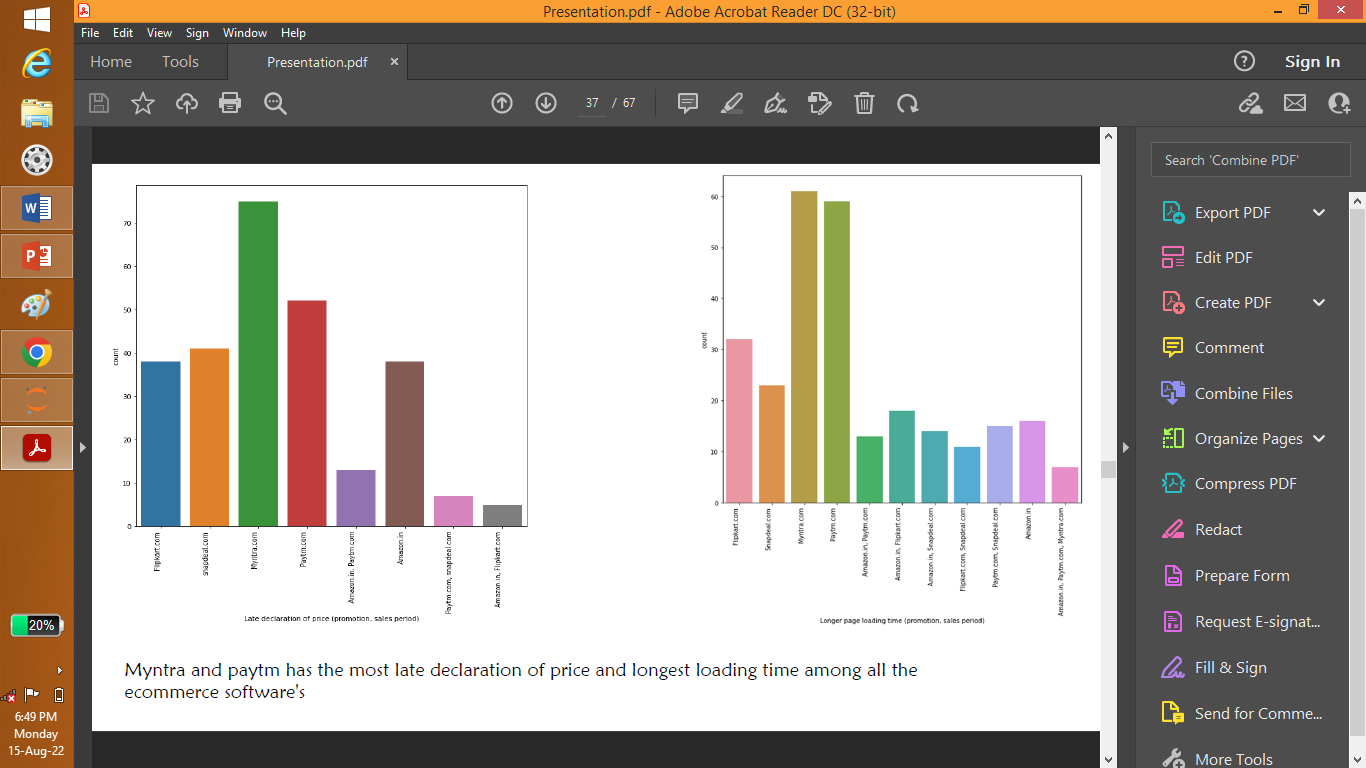 Presentation.pdf - Adobe Acrobat Reader DC (32-bit)
File Edit View Sign Window Help
Home Tools Presentation.pdf × ? Sign In
37 / 67
Search 'Combine PDF'
Export PDF
Edit PDF
Create PDF
Comment
Combine Files
Organize Pages
Compress PDF
Redact
Prepare Form
Request E-signat...
Fill & Sign
Send for Comme...
More Tools
70
60
50
40
30
20
10
0
count
Flipkart.com
snapdeal.com
Myntra.com
Paytm.com
Amazon.in, Paytm.com
Amazon.in
Paytm.com, snapdeal.com
Amazon.in, Flipkart.com
Late declaration of price (promotion, sales period)
60
50
40
30
20
10
0
count
Flipkart.com
Snapdeal.com
Myntra.com
Paytm.com
Amazon.in, Paytm.com
Amazon.in, Flipkart.com
Amazon.in, Snapdeal.com
Flipkart.com, Snapdeal.com
Paytm.com, Snapdeal.com
Amazon.in
Amazon.in, Paytm.com, Myntra.com
Longer page loading time (promotion, sales period)
Myntra and paytm has the most late declaration of price and longest loading time among all the
ecommerce software's
20%
6:49 PM
Monday
15-Aug-22